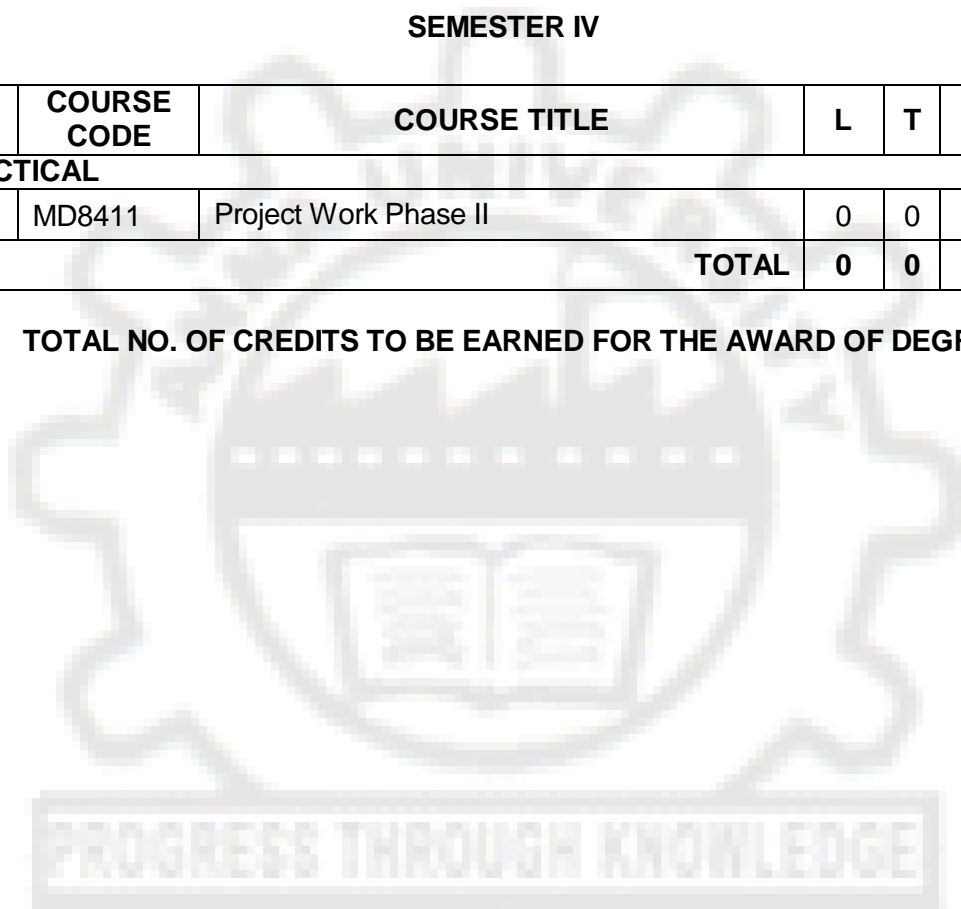 SEMESTER IV
COURSE CODE COURSE TITLE L T
CTICAL
MD8411 Project Work Phase II 0 0
TOTAL 0 0
TOTAL NO. OF CREDITS TO BE EARNED FOR THE AWARD OF DEG
PROGRESS THROUGH KNOWLEDGE